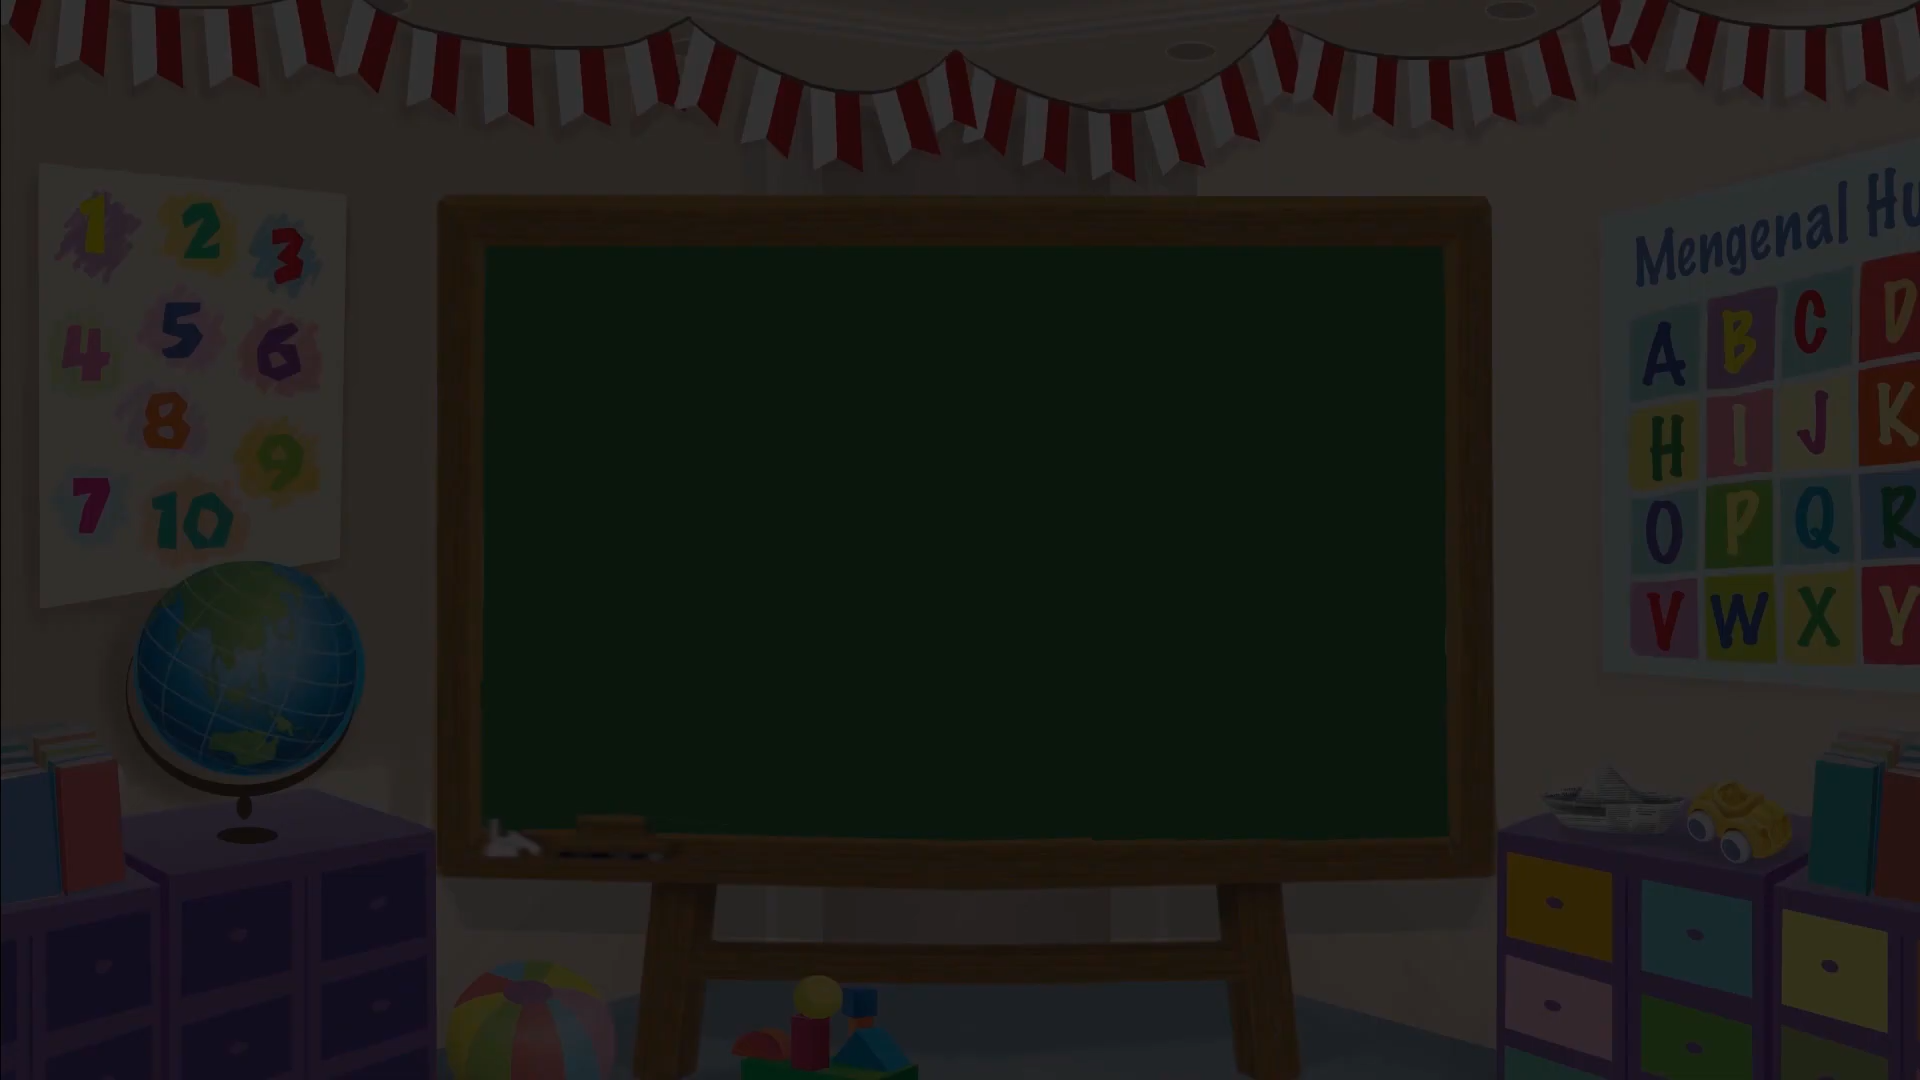 1 2 3
4 5 6
8 9
7 10
Mengenal Hu
A B C D
H I J K
O P Q R
V W X Y